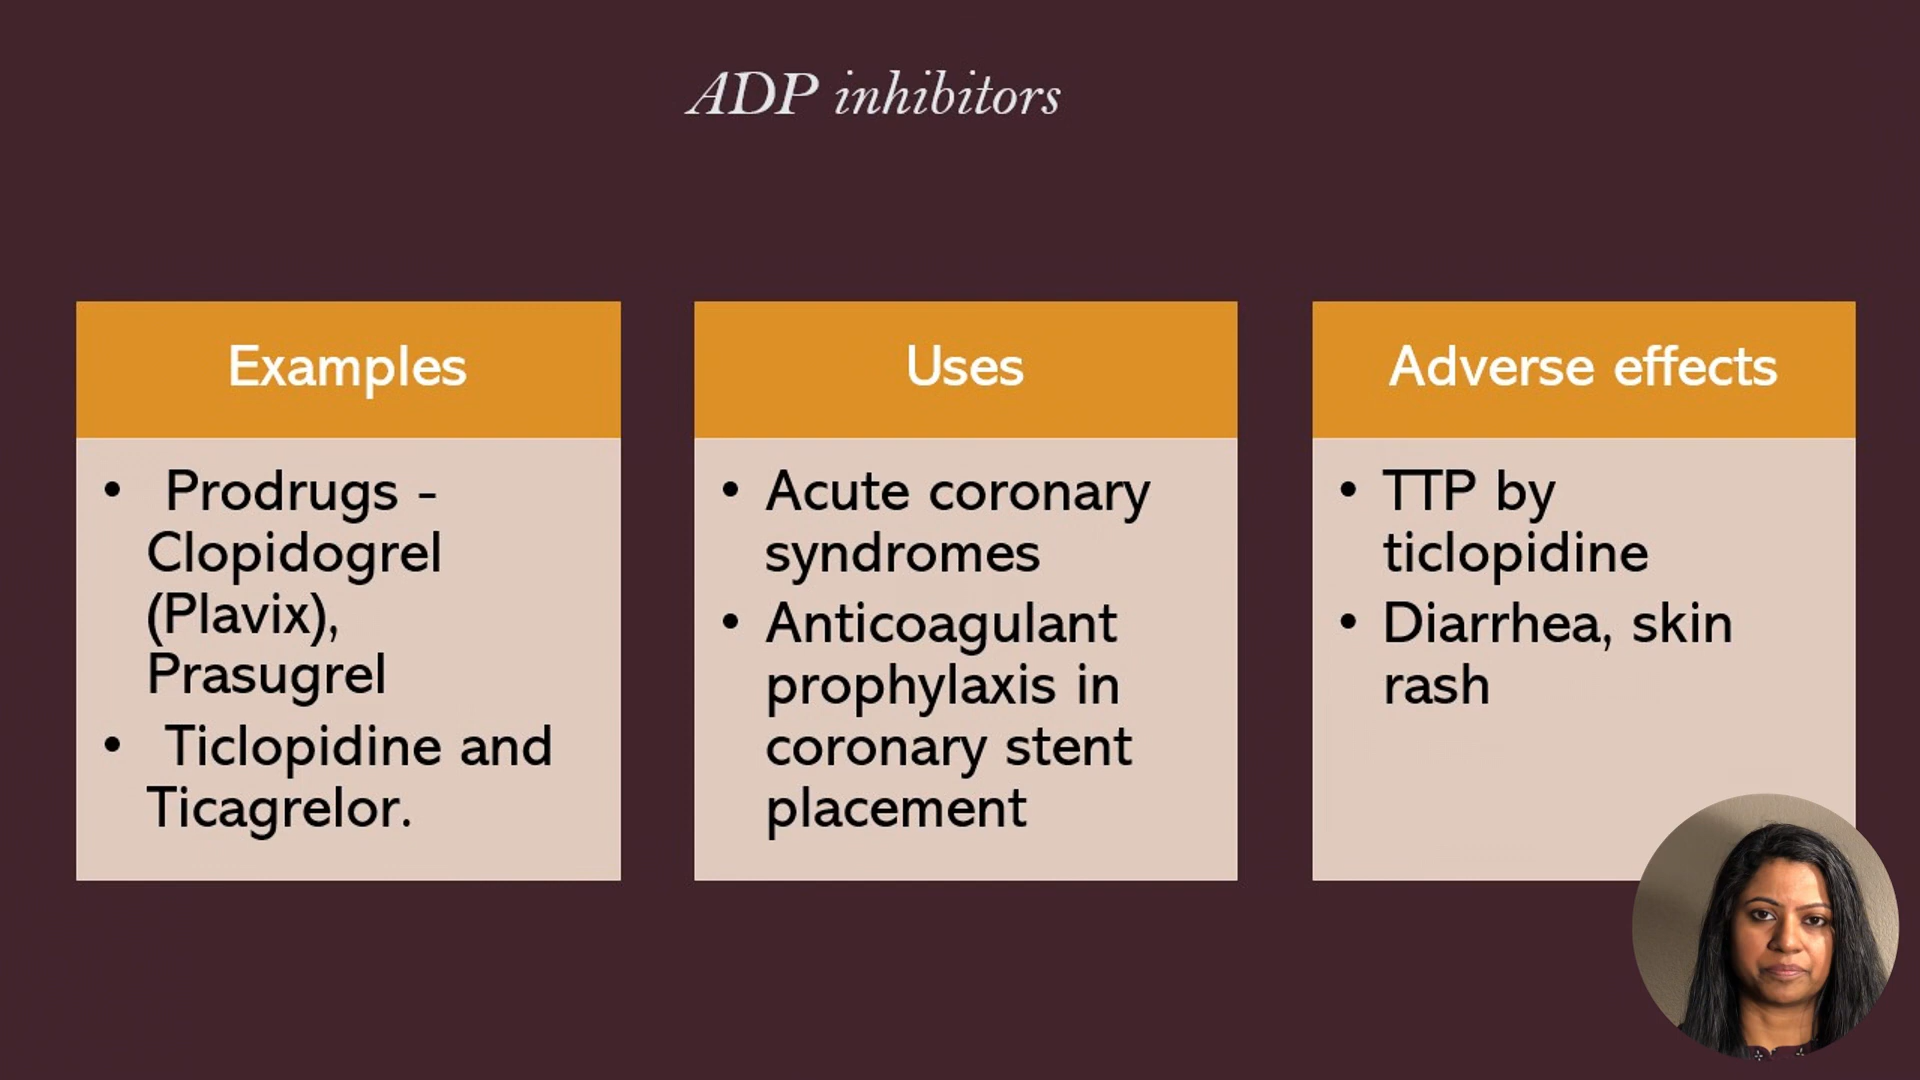 ADP inhibitors
Examples
• Prodrugs -
Clopidogrel
(Plavix),
Prasugrel
• Ticlopidine and
Ticagrelor.
Uses
• Acute coronary
syndromes
• Anticoagulant
prophylaxis in
coronary stent
placement
Adverse effects
• TTP by
ticlopidine
• Diarrhea, skin
rash